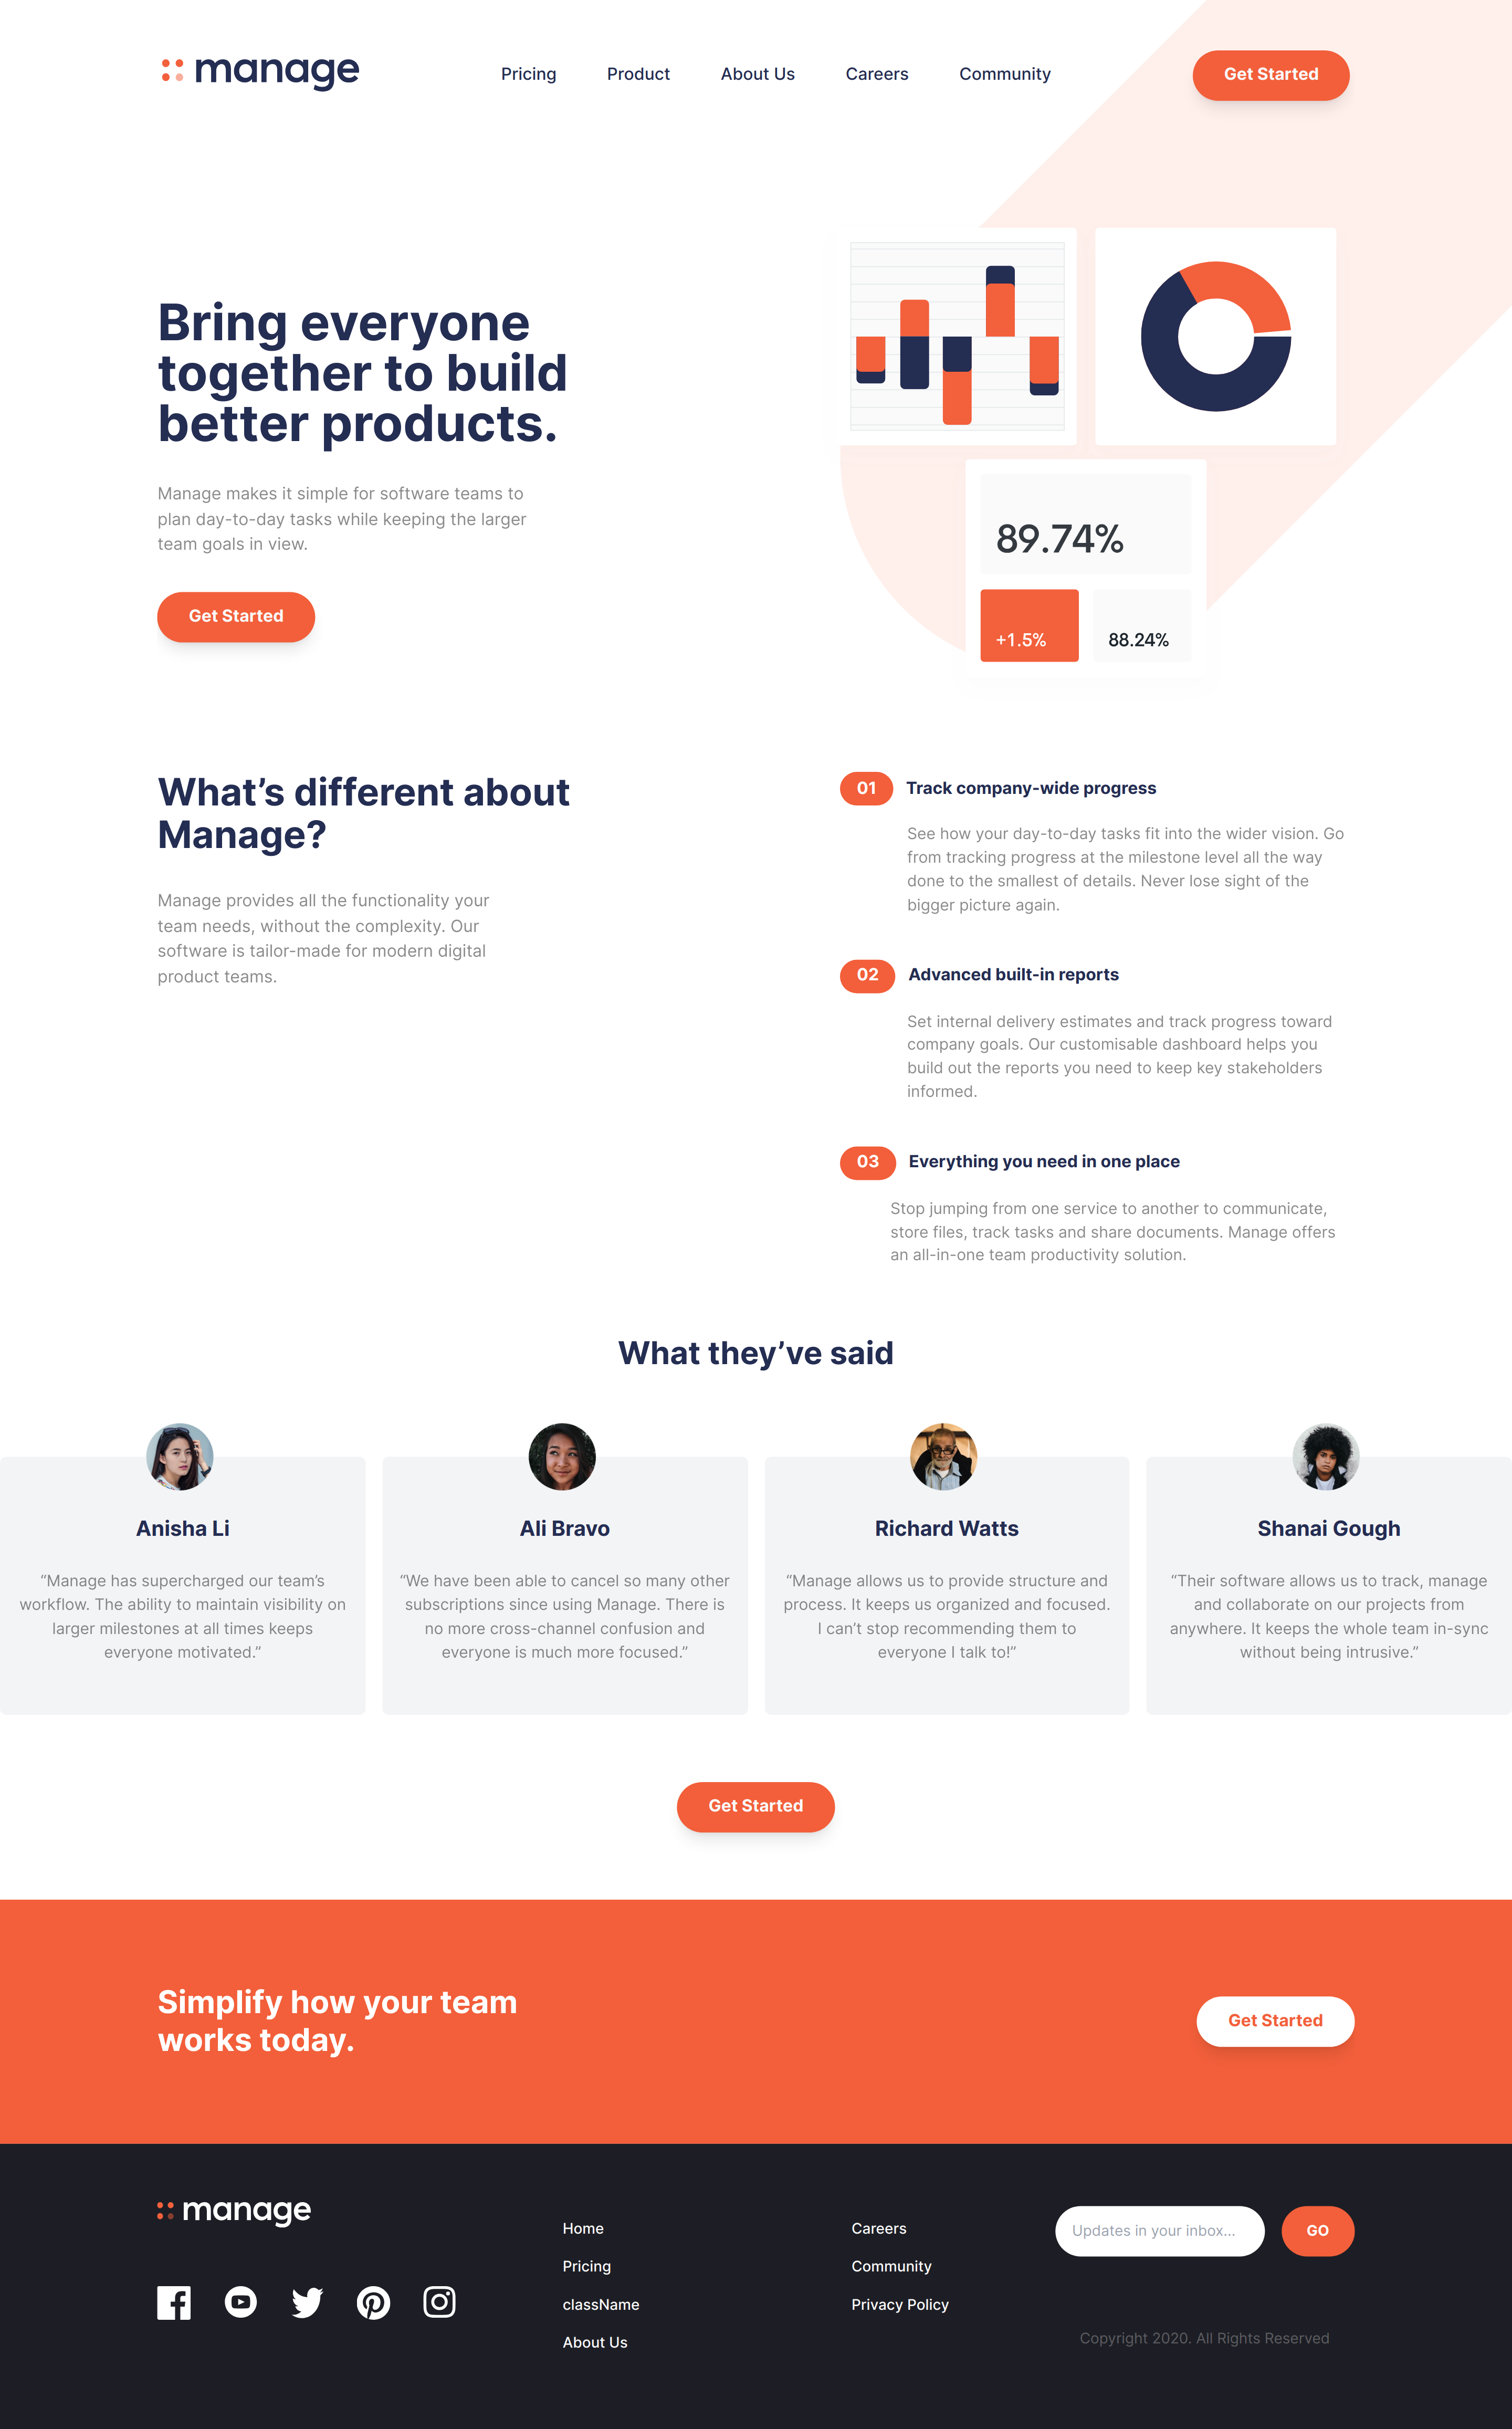 manage
Pricing
Product
About Us
Careers
Community
Get Started
Bring everyone
together to build
better products.
Manage makes it simple for software teams to
plan day-to-day tasks while keeping the larger
team goals in view.
Get Started
89.74%
+1.5%
88.24%
What’s different about
Manage?
Manage provides all the functionality your
team needs, without the complexity. Our
software is tailor-made for modern digital
product teams.
01
Track company-wide progress
See how your day-to-day tasks fit into the wider vision. Go
from tracking progress at the milestone level all the way
done to the smallest of details. Never lose sight of the
bigger picture again.
02
Advanced built-in reports
Set internal delivery estimates and track progress toward
company goals. Our customisable dashboard helps you
build out the reports you need to keep key stakeholders
informed.
03
Everything you need in one place
Stop jumping from one service to another to communicate,
store files, track tasks and share documents. Manage offers
an all-in-one team productivity solution.
What they’ve said
Anisha Li
“Manage has supercharged our team’s
workflow. The ability to maintain visibility on
larger milestones at all times keeps
everyone motivated.”
Ali Bravo
“We have been able to cancel so many other
subscriptions since using Manage. There is
no more cross-channel confusion and
everyone is much more focused.”
Richard Watts
“Manage allows us to provide structure and
process. It keeps us organized and focused.
I can’t stop recommending them to
everyone I talk to!”
Shanai Gough
“Their software allows us to track, manage
and collaborate on our projects from
anywhere. It keeps the whole team in-sync
without being intrusive.”
Get Started
Simplify how your team
works today.
Get Started
manage
Home
Pricing
className
About Us
Careers
Community
Privacy Policy
Updates in your inbox...
GO
Copyright 2020. All Rights Reserved